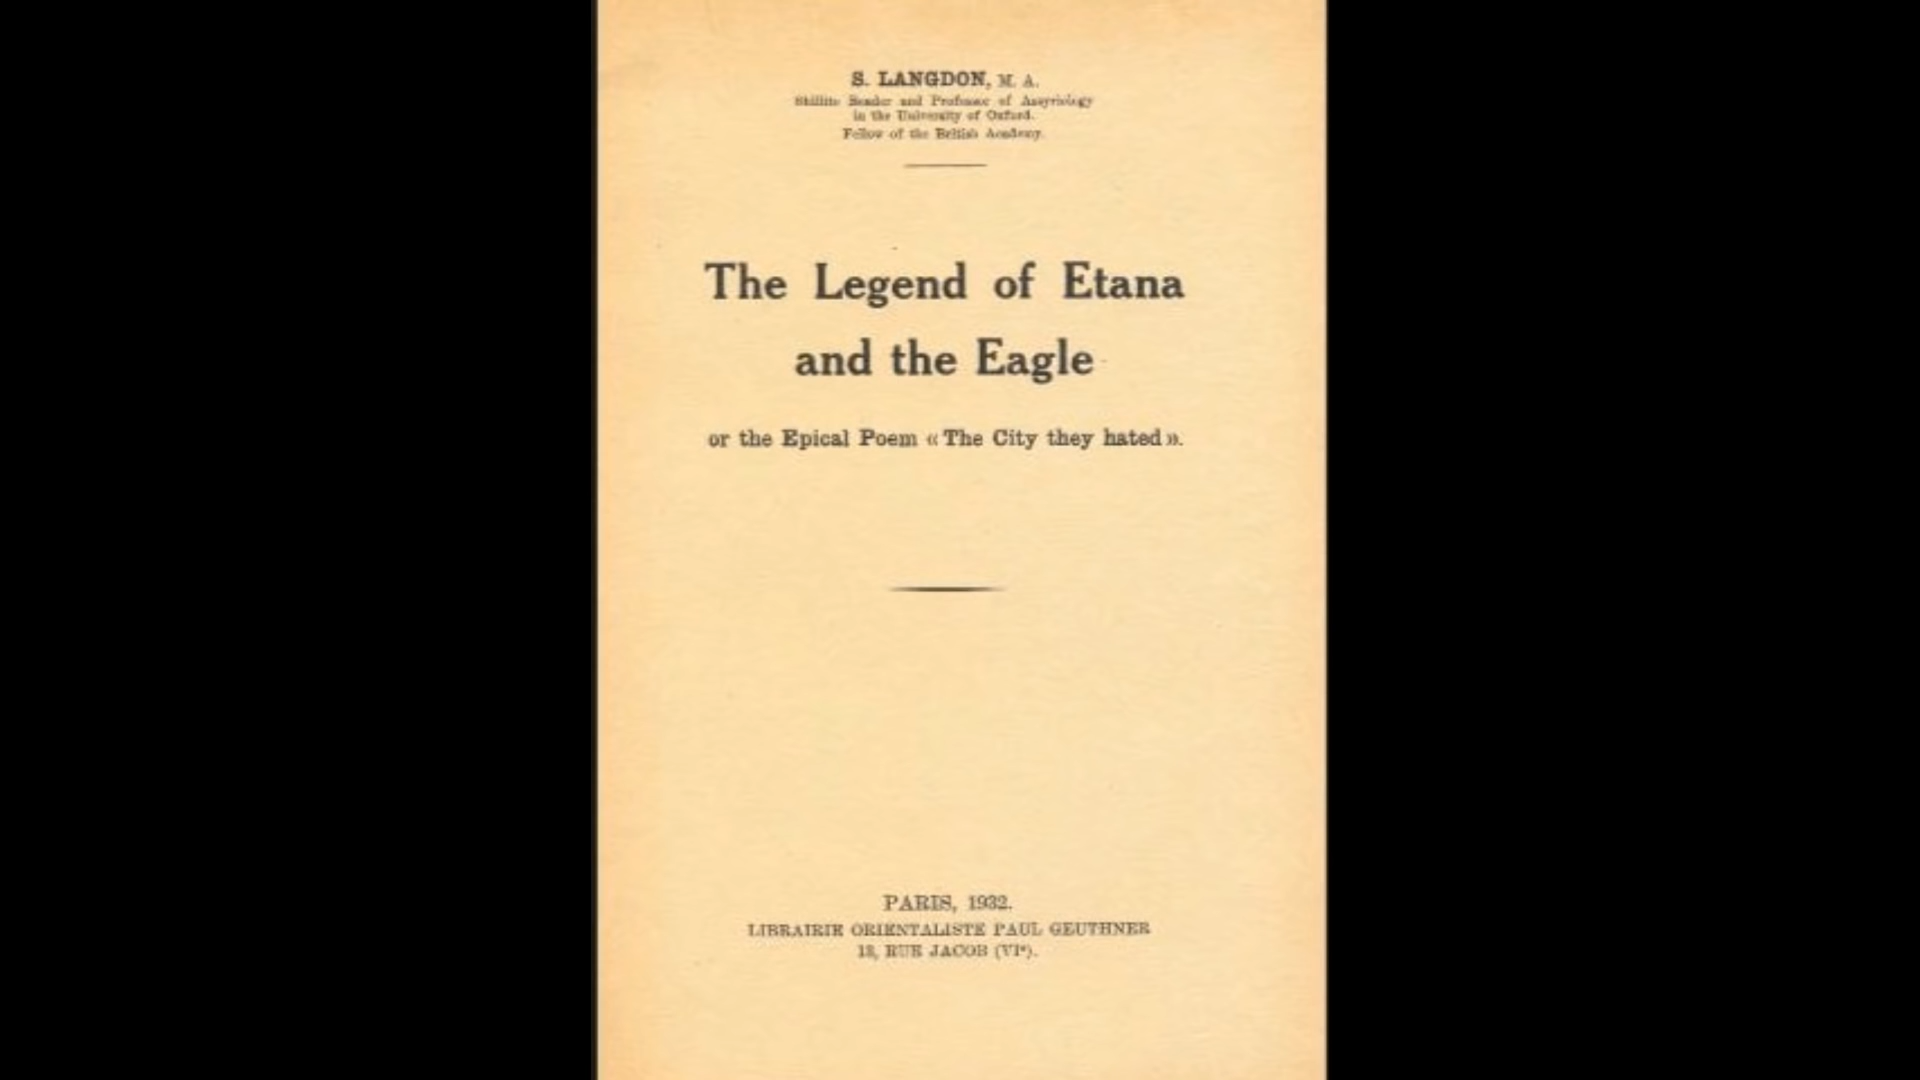 S. LANGDON, M. A.
Shillito Reader and Professor of Assyriology
in the University of Oxford.
Fellow of the British Academy.
The Legend of Etana
and the Eagle
or the Epical Poem « The City they hated ».
PARIS, 1932.
LIBRAIRIE ORIENTALISTE PAUL GEUTHNER
13, RUE JACOB (VIe).